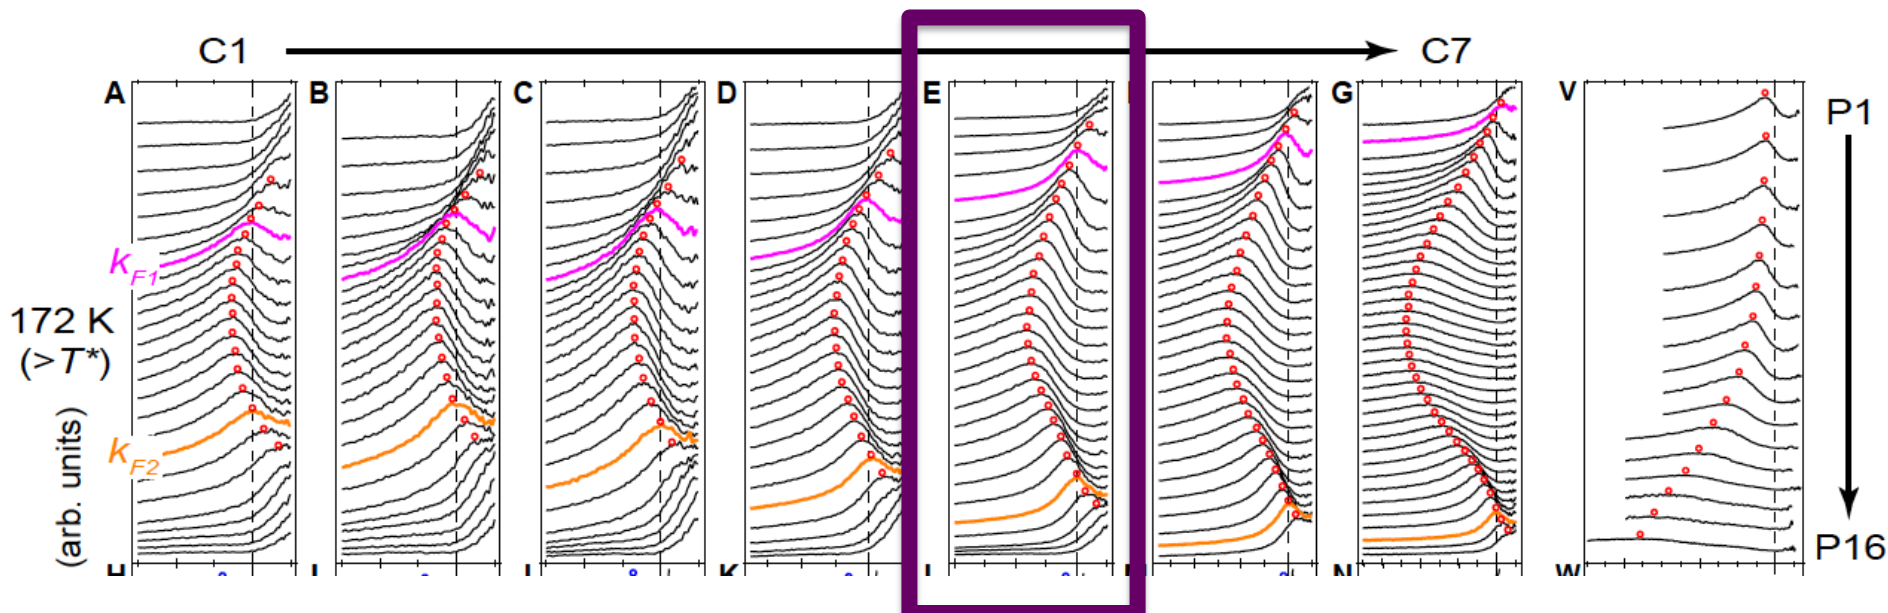 C1 C7
A B C D E G V
P1
kF1
172 K
(>T*)
kF2
(arb. units)
P16
H K N W